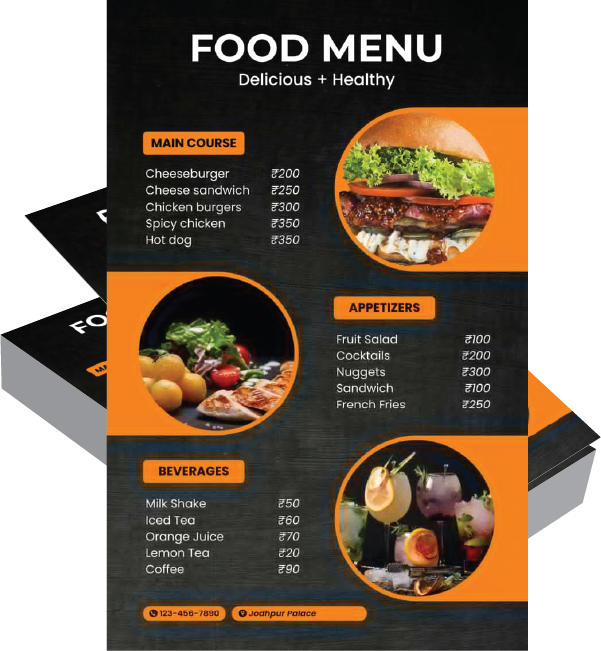 FOOD MENU
Delicious + Healthy
MAIN COURSE
Cheeseburger ₹200
Cheese sandwich ₹250
Chicken burgers ₹300
Spicy chicken ₹350
Hot dog ₹350
APPETIZERS
Fruit Salad ₹100
Cocktails ₹200
Nuggets ₹300
Sandwich ₹100
French Fries ₹250
BEVERAGES
Milk Shake ₹50
Iced Tea ₹60
Orange Juice ₹70
Lemon Tea ₹20
Coffee ₹90
123-456-7890 Jodhpur Palace